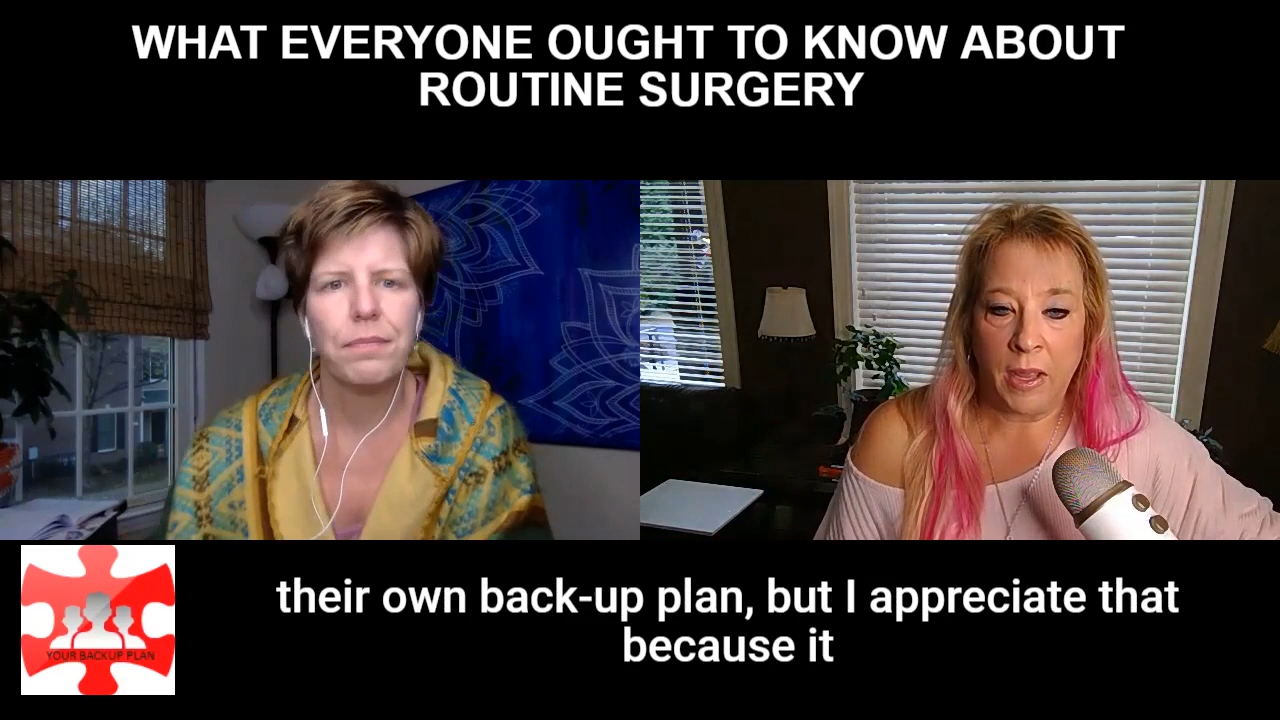 WHAT EVERYONE OUGHT TO KNOW ABOUT
ROUTINE SURGERY
their own back-up plan, but I appreciate that
because it
YOUR BACKUP PLAN